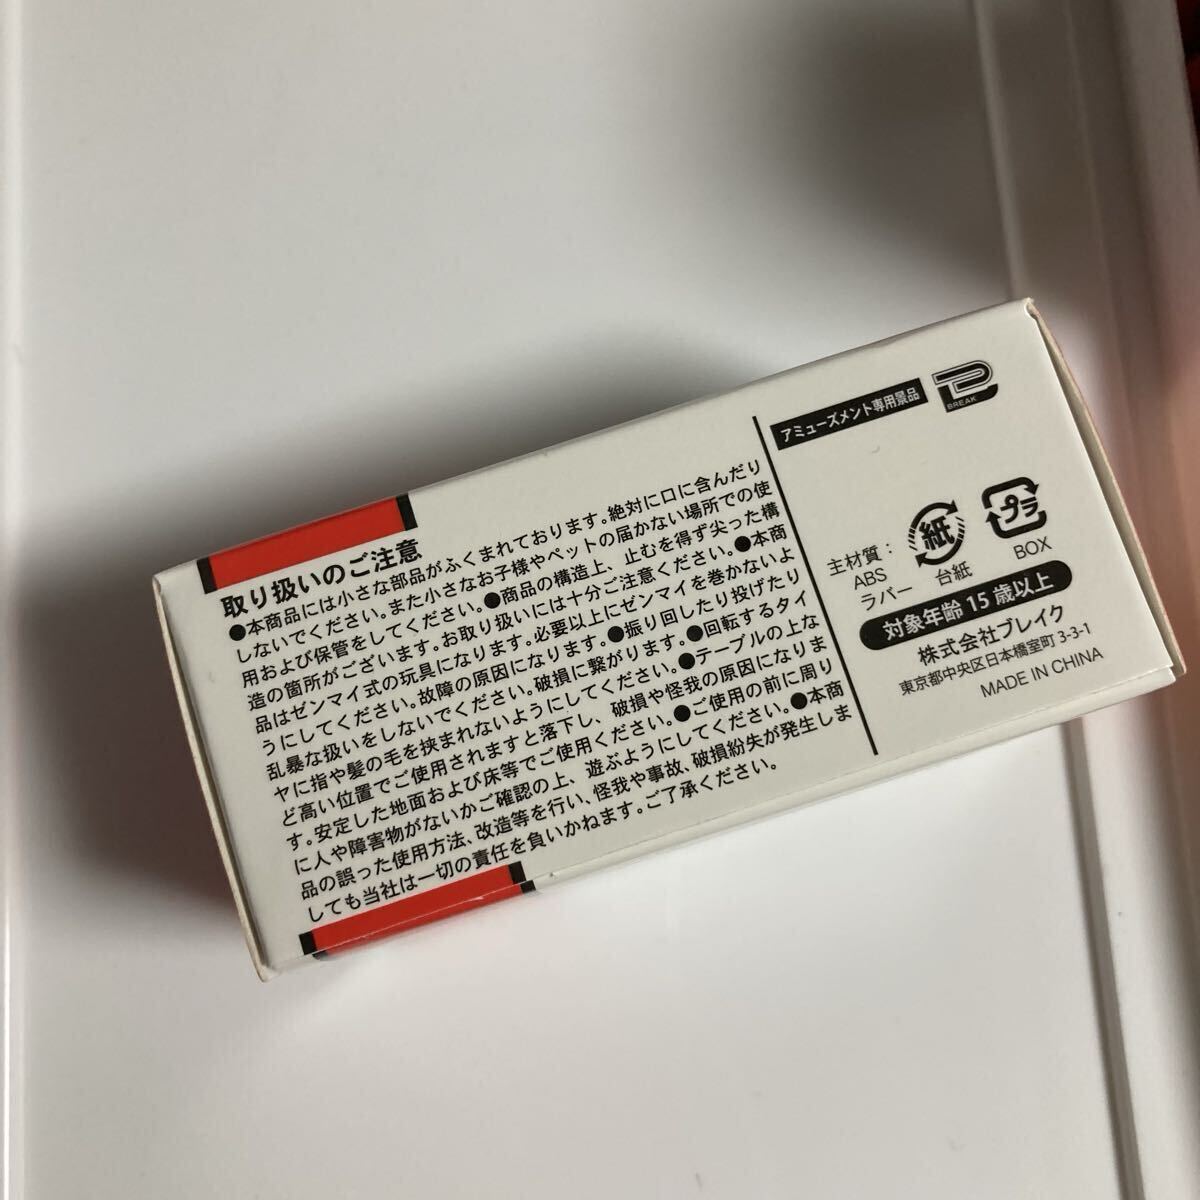 取り扱いのご注意
●本商品には小さな部品がふくまれております。絶対に口に含んだり
しないでください。また小さなお子様やペットの届かない場所での使
用および保管をしてください。●商品の構造上、止むを得ず尖った構
造の箇所がございます。お取り扱いには十分ご注意ください。●本商
品はゼンマイ式の玩具になります。必要以上にゼンマイを巻かないよ
うにしてください。故障の原因になります。●振り回したり投げたり
乱暴な扱いをしないでください。破損に繋がります。●回転するタイ
ヤに指や髪の毛を挟まれないようにしてください。●テーブルの上な
ど高い位置でご使用されますと落下し、破損や怪我の原因になりま
す。安定した地面および床等でご使用ください。●ご使用の前に周り
に人や障害物がないかご確認の上、遊ぶようにしてください。●本商
品の誤った使用方法、改造等を行い、怪我や事故、破損紛失が発生しま
しても当社は一切の責任を負いかねます。ご了承ください。
アミューズメント専用景品
BREAK
主材質：
ABS
ラバー
紙
台紙
プラ
BOX
対象年齢 15 歳以上
株式会社ブレイク
東京都中央区日本橋室町 3-3-1
MADE IN CHINA